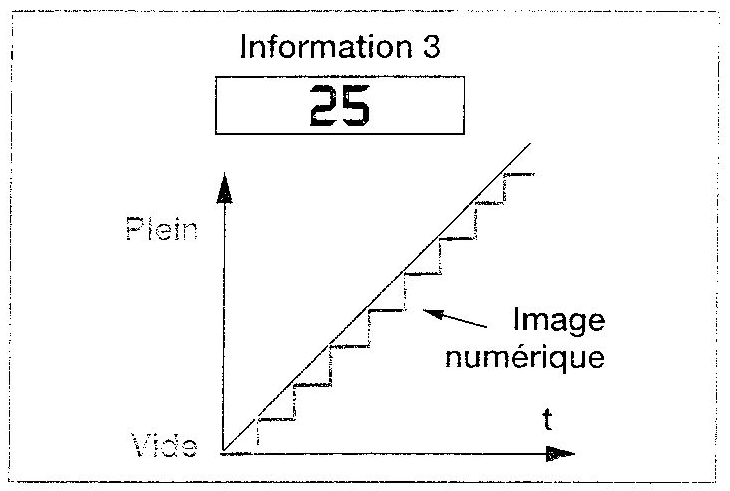 Information 3
25
Plein
Image
numérique
t
Vide